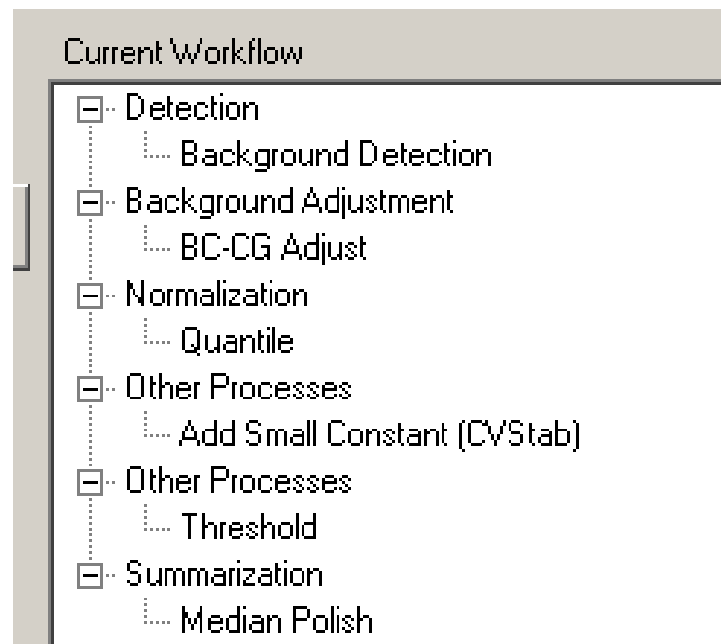 Current Workflow
Detection
Background Detection
Background Adjustment
BC-CG Adjust
Normalization
Quantile
Other Processes
Add Small Constant (CVStab)
Other Processes
Threshold
Summarization
Median Polish